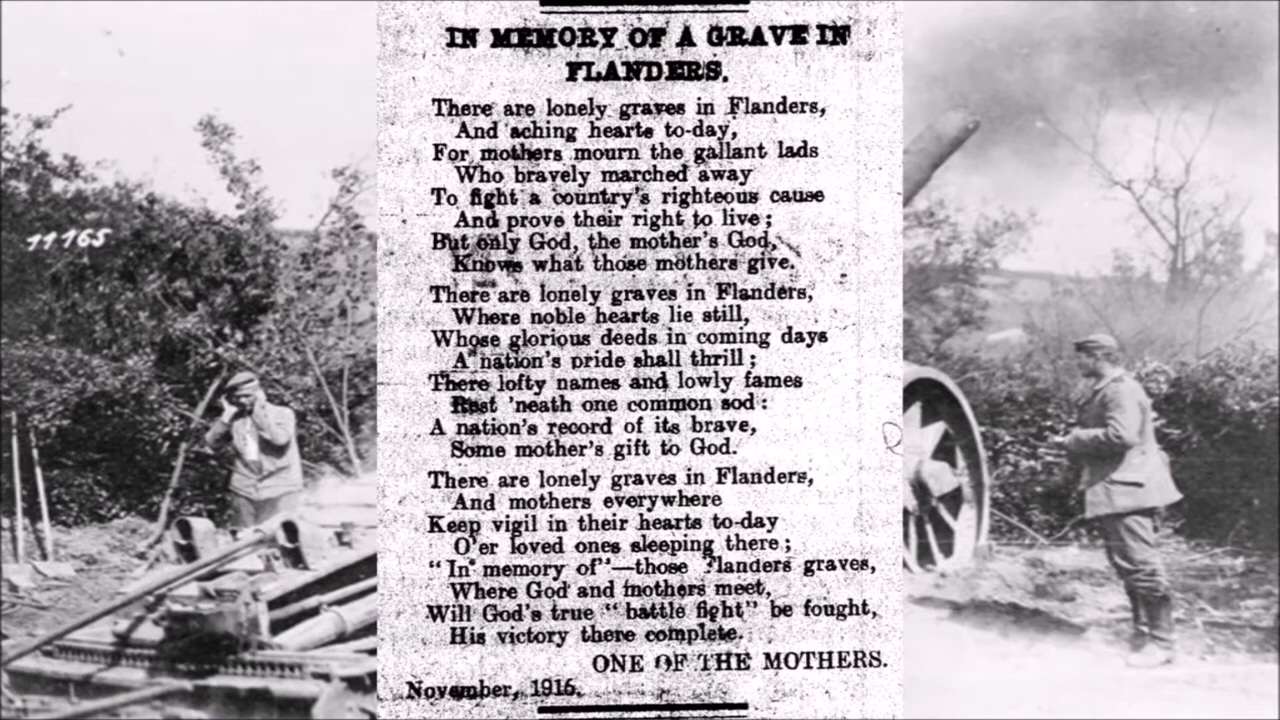 IN MEMORY OF A GRAVE IN
FLANDERS.
There are lonely graves in Flanders,
And aching hearts to-day,
For mothers mourn the gallant lads
Who bravely marched away
To fight a country's righteous cause
And prove their right to live;
But only God, the mother's God,
Knows what those mothers give.
There are lonely graves in Flanders,
Where noble hearts lie still,
Whose glorious deeds in coming days
A nation's pride shall thrill;
There lofty names and lowly fames
Rest 'neath one common sod:
A nation's record of its brave,
Some mother's gift to God.
There are lonely graves in Flanders,
And mothers everywhere
Keep vigil in their hearts to-day
O'er loved ones sleeping there;
"In memory of"—those Flanders graves,
Where God and mothers meet,
Will God's true "battle fight" be fought,
His victory there complete.
ONE OF THE MOTHERS.
November, 1915.
11165